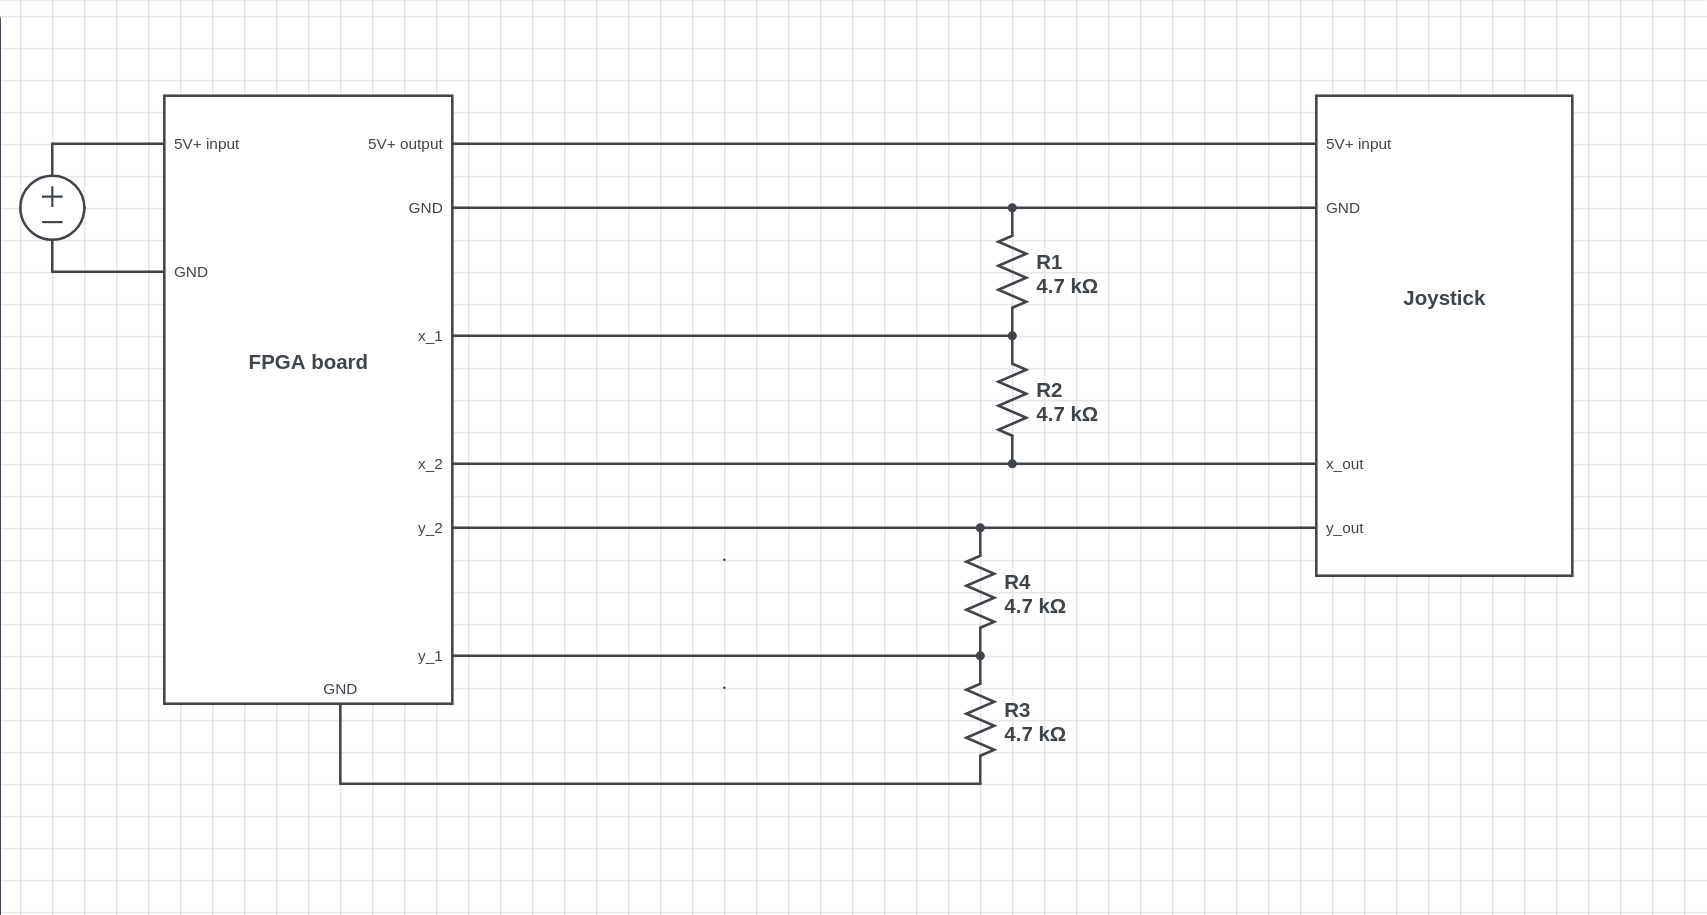 5V+ input
5V+ output
5V+ input
GND
GND
R1
4.7 kΩ
GND
Joystick
x_1
FPGA board
R2
4.7 kΩ
x_2
x_out
y_2
y_out
R4
4.7 kΩ
y_1
GND
R3
4.7 kΩ